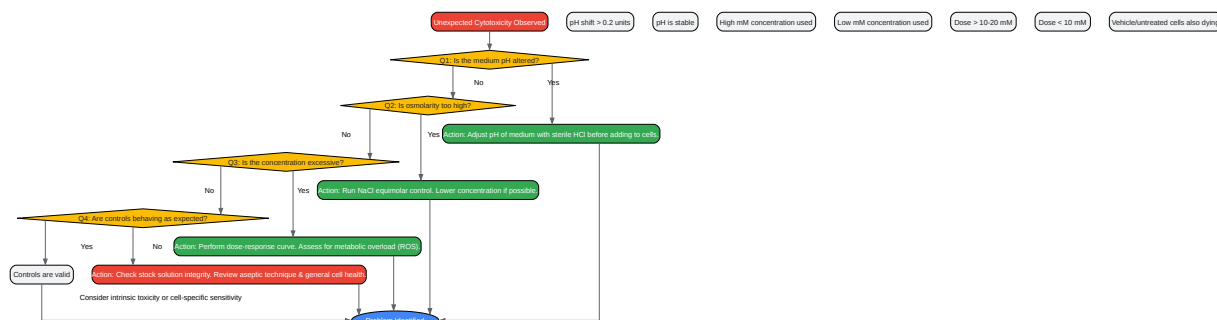 Unexpected Cytotoxicity Observed
pH shift > 0.2 units
pH is stable
High mM concentration used
Low mM concentration used
Dose > 10-20 mM
Dose < 10 mM
Vehicle/untreated cells also dying
Q1: Is the medium pH altered?
No
Yes
Q2: Is osmolarity too high?
No
Yes
Action: Adjust pH of medium with sterile HCl before adding to cells.
Q3: Is the concentration excessive?
No
Yes
Action: Run NaCl equimolar control. Lower concentration if possible.
Q4: Are controls behaving as expected?
Yes
No
Action: Perform dose-response curve. Assess for metabolic overload (ROS).
Controls are valid
Action: Check stock solution integrity. Review aseptic technique & general cell health.
Consider intrinsic toxicity or cell-specific sensitivity
Problem Identified